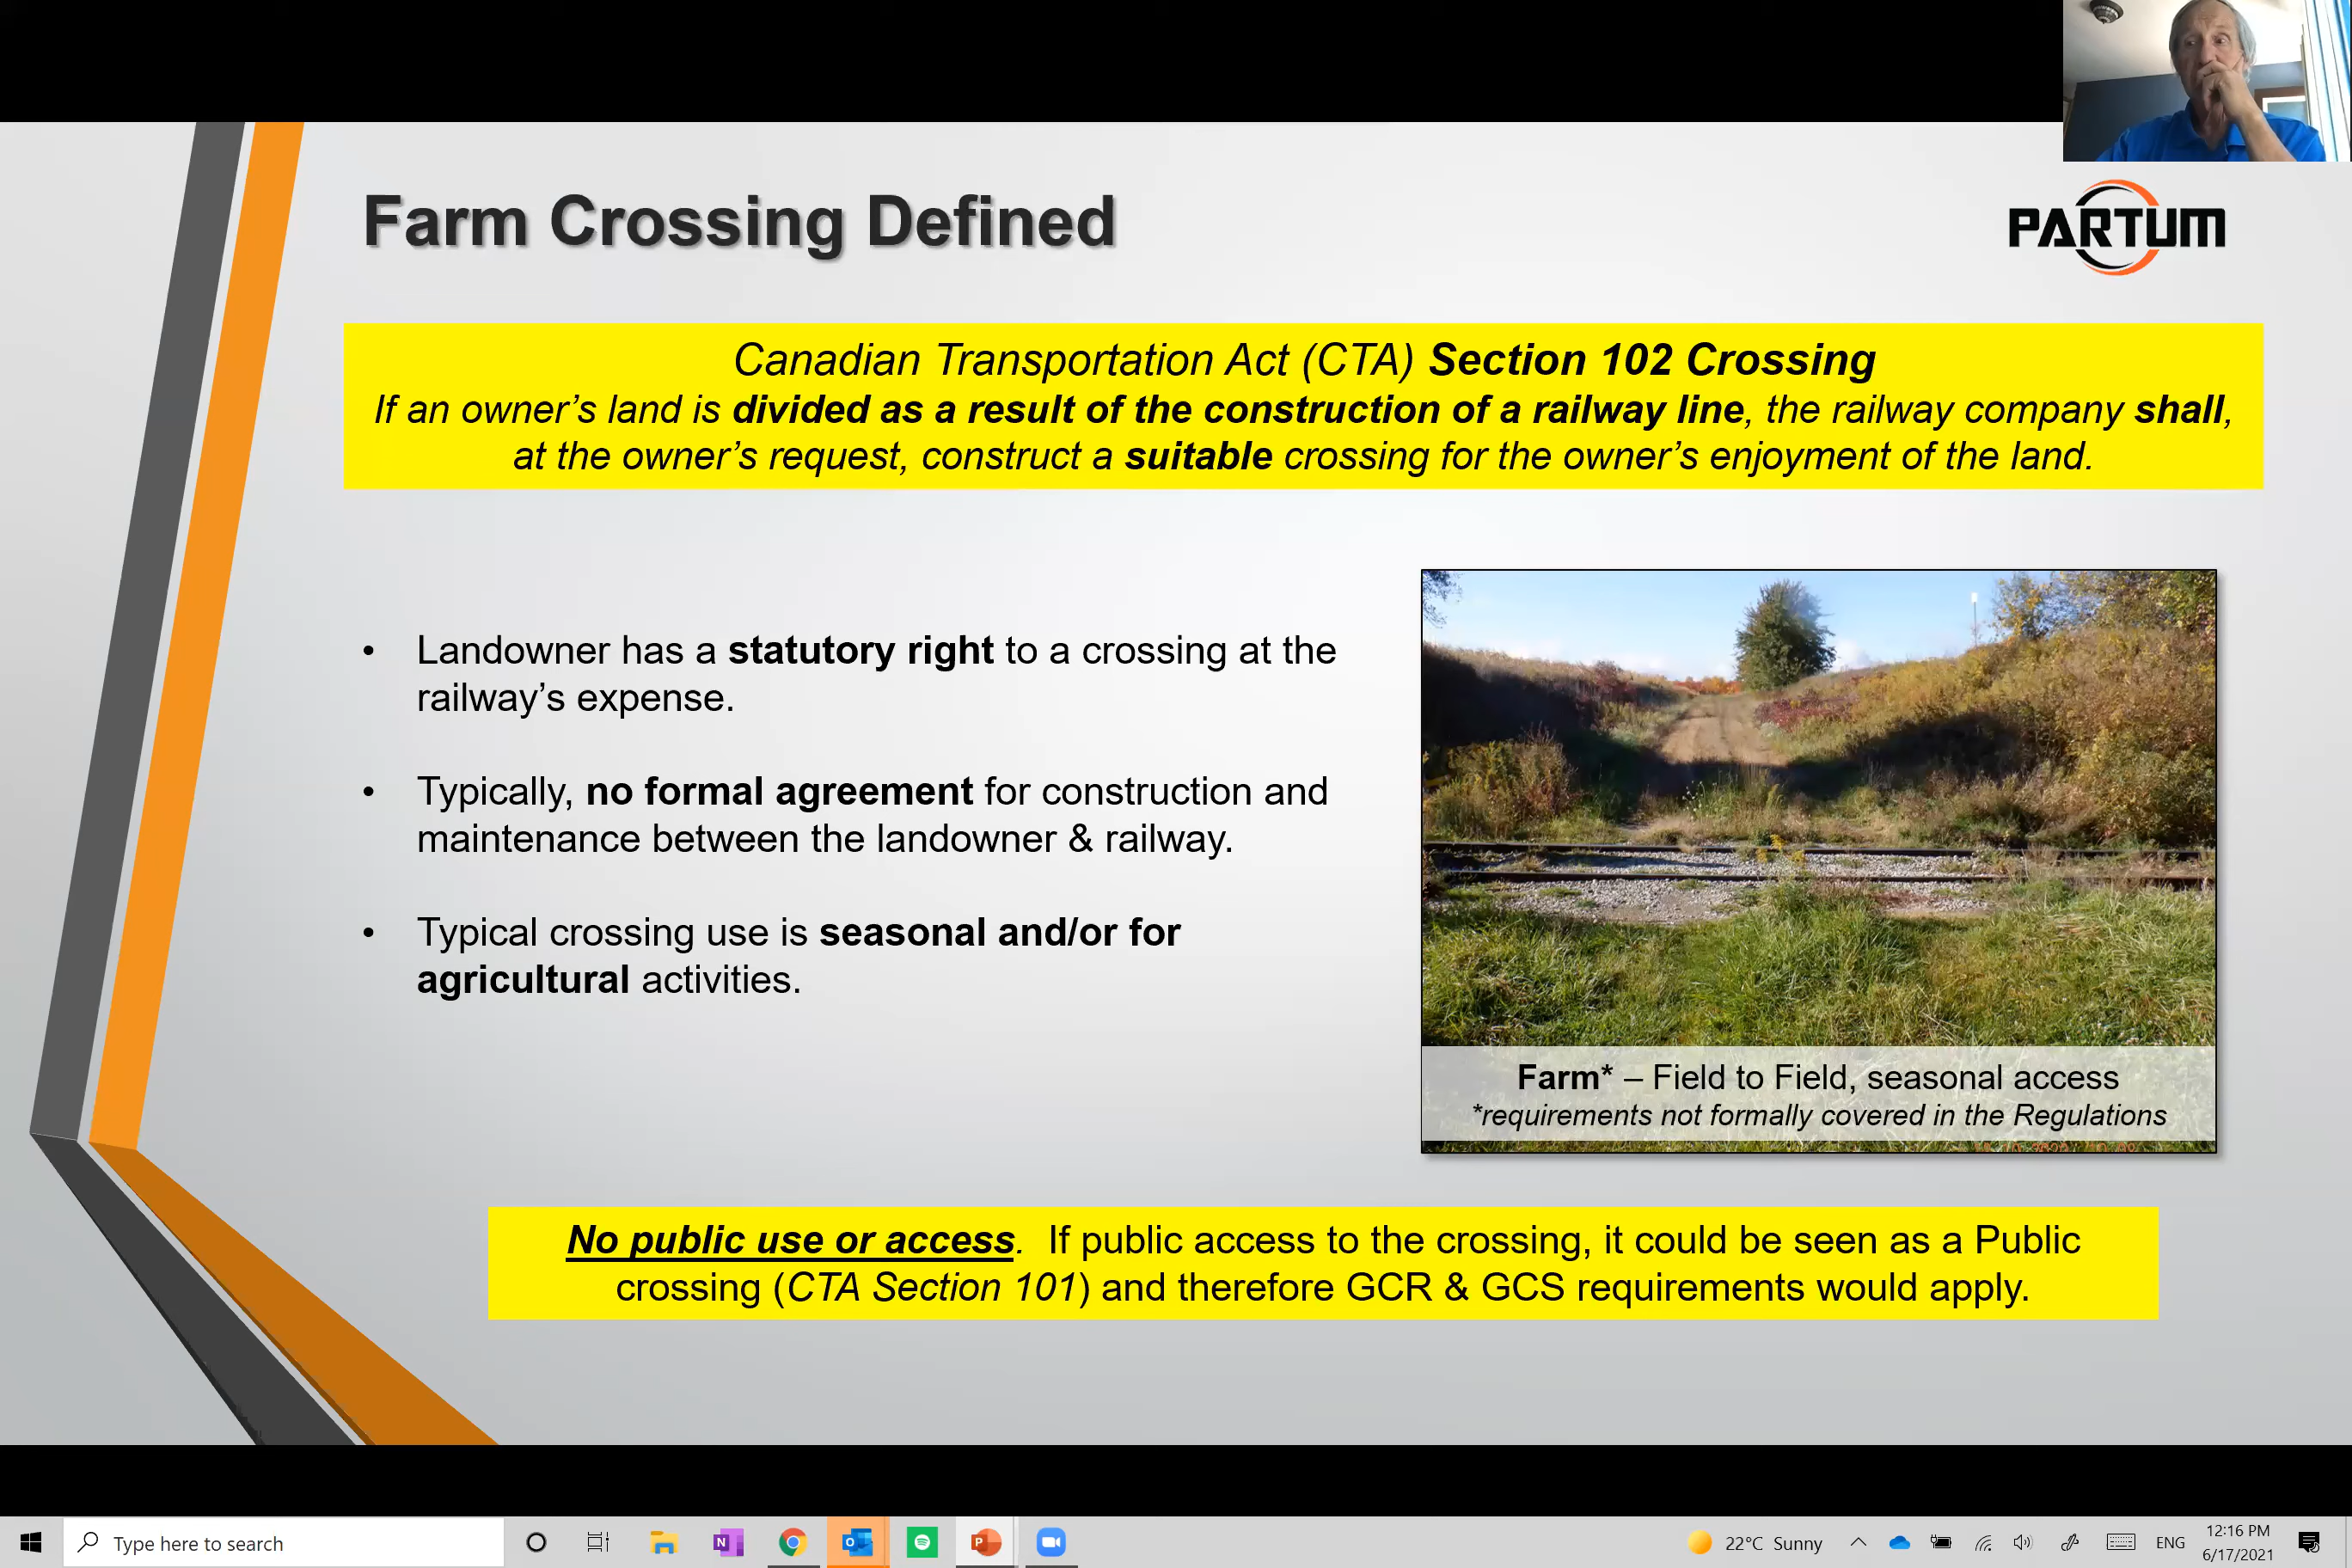 Farm Crossing Defined
PARTUM
Canadian Transportation Act (CTA) Section 102 Crossing
If an owner’s land is divided as a result of the construction of a railway line, the railway company shall,
at the owner’s request, construct a suitable crossing for the owner’s enjoyment of the land.
• Landowner has a statutory right to a crossing at the
railway’s expense.
• Typically, no formal agreement for construction and
maintenance between the landowner & railway.
• Typical crossing use is seasonal and/or for
agricultural activities.
Farm* – Field to Field, seasonal access
*requirements not formally covered in the Regulations
No public use or access. If public access to the crossing, it could be seen as a Public
crossing (CTA Section 101) and therefore GCR & GCS requirements would apply.
Type here to search
22°C Sunny
ENG
12:16 PM
6/17/2021